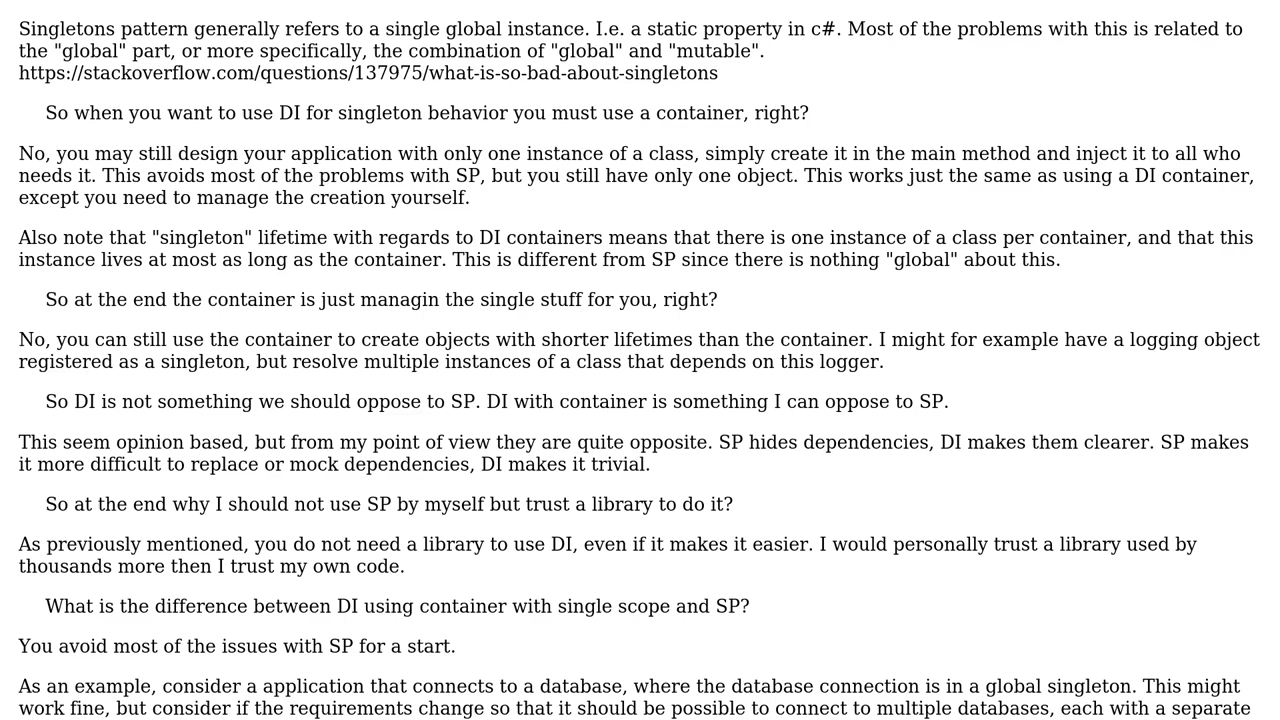 Singletons pattern generally refers to a single global instance. I.e. a static property in c#. Most of the problems with this is related to
the "global" part, or more specifically, the combination of "global" and "mutable".
https://stackoverflow.com/questions/137975/what-is-so-bad-about-singletons
So when you want to use DI for singleton behavior you must use a container, right?
No, you may still design your application with only one instance of a class, simply create it in the main method and inject it to all who
needs it. This avoids most of the problems with SP, but you still have only one object. This works just the same as using a DI container,
except you need to manage the creation yourself.
Also note that "singleton" lifetime with regards to DI containers means that there is one instance of a class per container, and that this
instance lives at most as long as the container. This is different from SP since there is nothing "global" about this.
So at the end the container is just managin the single stuff for you, right?
No, you can still use the container to create objects with shorter lifetimes than the container. I might for example have a logging object
registered as a singleton, but resolve multiple instances of a class that depends on this logger.
So DI is not something we should oppose to SP. DI with container is something I can oppose to SP.
This seem opinion based, but from my point of view they are quite opposite. SP hides dependencies, DI makes them clearer. SP makes
it more difficult to replace or mock dependencies, DI makes it trivial.
So at the end why I should not use SP by myself but trust a library to do it?
As previously mentioned, you do not need a library to use DI, even if it makes it easier. I would personally trust a library used by
thousands more then I trust my own code.
What is the difference between DI using container with single scope and SP?
You avoid most of the issues with SP for a start.
As an example, consider a application that connects to a database, where the database connection is in a global singleton. This might
work fine, but consider if the requirements change so that it should be possible to connect to multiple databases, each with a separate